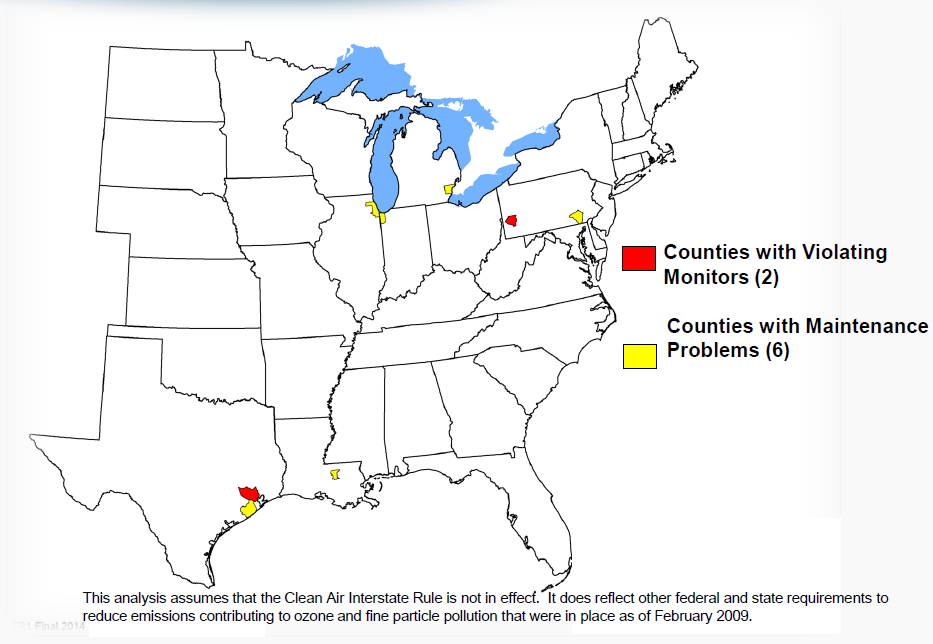 Counties with Violating
Monitors (2)
Counties with Maintenance
Problems (6)
This analysis assumes that the Clean Air Interstate Rule is not in effect. It does reflect other federal and state requirements to
reduce emissions contributing to ozone and fine particle pollution that were in place as of February 2009.
Final 2014